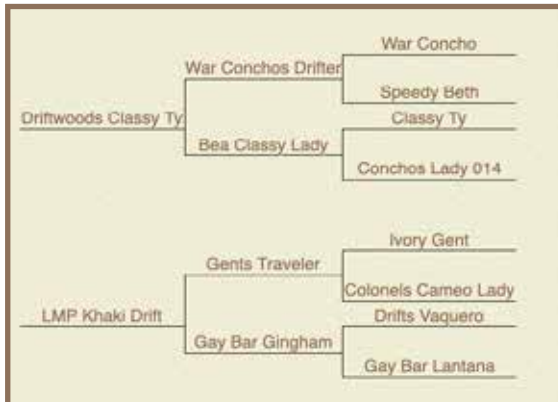 War Concho
War Conchos Drifter
Speedy Beth
Driftwoods Classy Ty
Classy Ty
Bea Classy Lady
Conchos Lady 014
Ivory Gent
Gents Traveler
Colonels Cameo Lady
LMP Khaki Drift
Drifts Vaquero
Gay Bar Gingham
Gay Bar Lantana